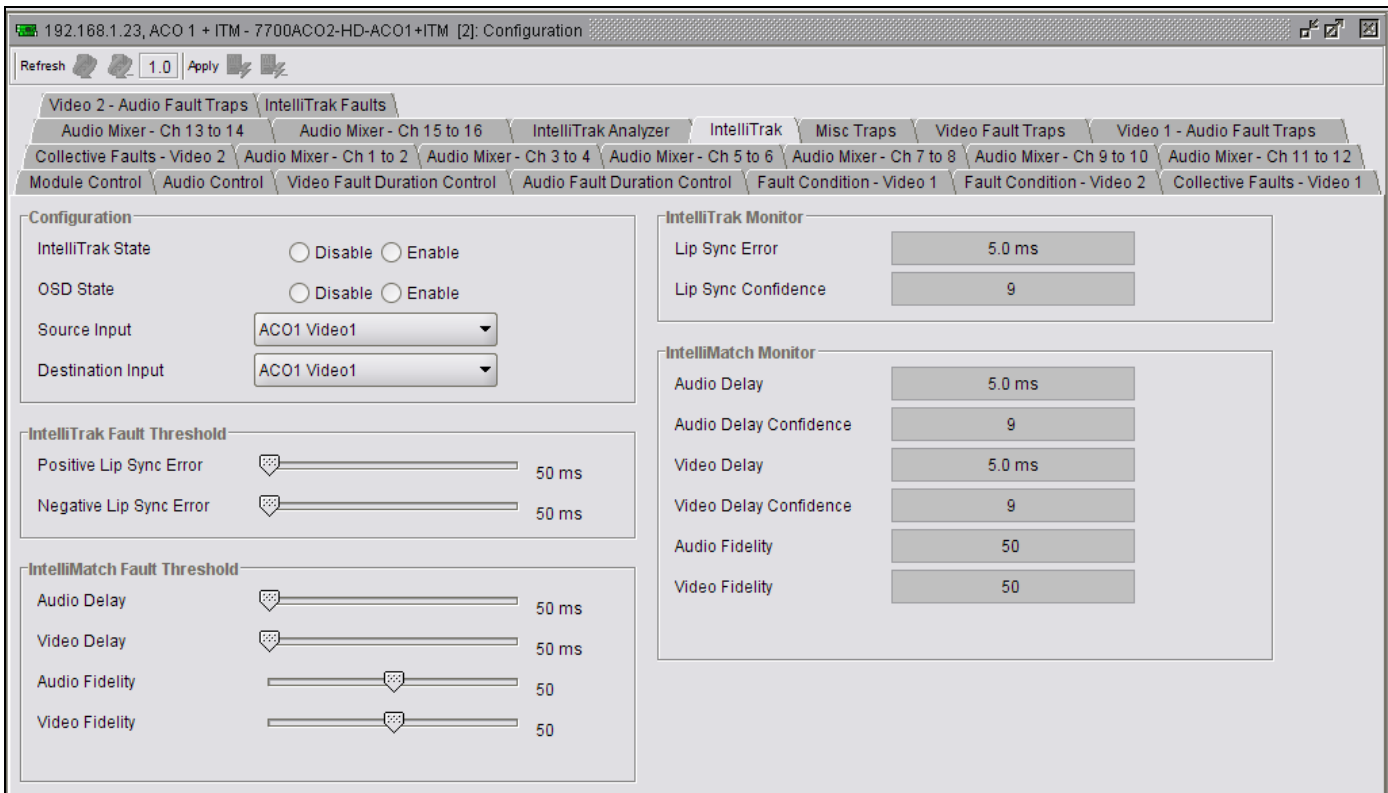 192.168.1.23, ACO 1 + ITM - 7700ACO2-HD-ACO1+ITM [2]: Configuration
Refresh 1.0 Apply
Video 2 - Audio Fault Traps IntelliTrak Faults
Audio Mixer - Ch 13 to 14 Audio Mixer - Ch 15 to 16 IntelliTrak Analyzer IntelliTrak Misc Traps Video Fault Traps Video 1 - Audio Fault Traps
Collective Faults - Video 2 Audio Mixer - Ch 1 to 2 Audio Mixer - Ch 3 to 4 Audio Mixer - Ch 5 to 6 Audio Mixer - Ch 7 to 8 Audio Mixer - Ch 9 to 10 Audio Mixer - Ch 11 to 12
Module Control Audio Control Video Fault Duration Control Audio Fault Duration Control Fault Condition - Video 1 Fault Condition - Video 2 Collective Faults - Video 1
Configuration
IntelliTrak State Disable Enable
OSD State Disable Enable
Source Input ACO1 Video1
Destination Input ACO1 Video1
IntelliTrak Fault Threshold
Positive Lip Sync Error 50 ms
Negative Lip Sync Error 50 ms
IntelliMatch Fault Threshold
Audio Delay 50 ms
Video Delay 50 ms
Audio Fidelity 50
Video Fidelity 50
IntelliTrak Monitor
Lip Sync Error 5.0 ms
Lip Sync Confidence 9
IntelliMatch Monitor
Audio Delay 5.0 ms
Audio Delay Confidence 9
Video Delay 5.0 ms
Video Delay Confidence 9
Audio Fidelity 50
Video Fidelity 50